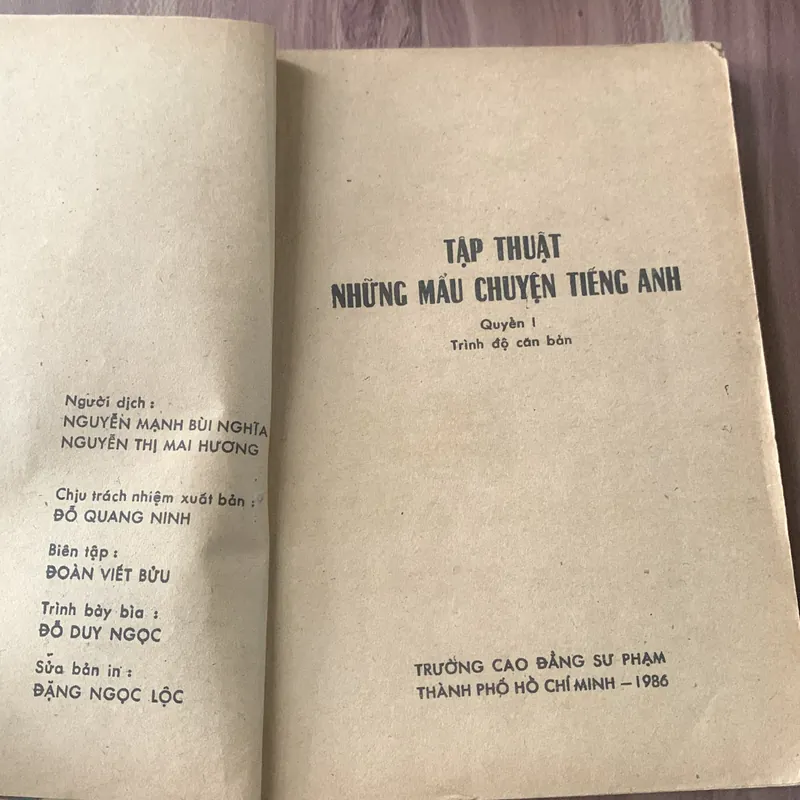 Người dịch :
NGUYỄN MẠNH BÙI NGHĨA
NGUYỄN THỊ MAI HƯƠNG
Chịu trách nhiệm xuất bản :
ĐỖ QUANG NINH
Biên tập :
ĐOÀN VIẾT BỬU
Trình bày bìa :
ĐỖ DUY NGỌC
Sửa bản in :
ĐẶNG NGỌC LỘC
TẬP THUẬT
NHỮNG MẨU CHUYỆN TIẾNG ANH
Quyển I
Trình độ căn bản
TRƯỜNG CAO ĐẲNG SƯ PHẠM
THÀNH PHỐ HỒ CHÍ MINH – 1986